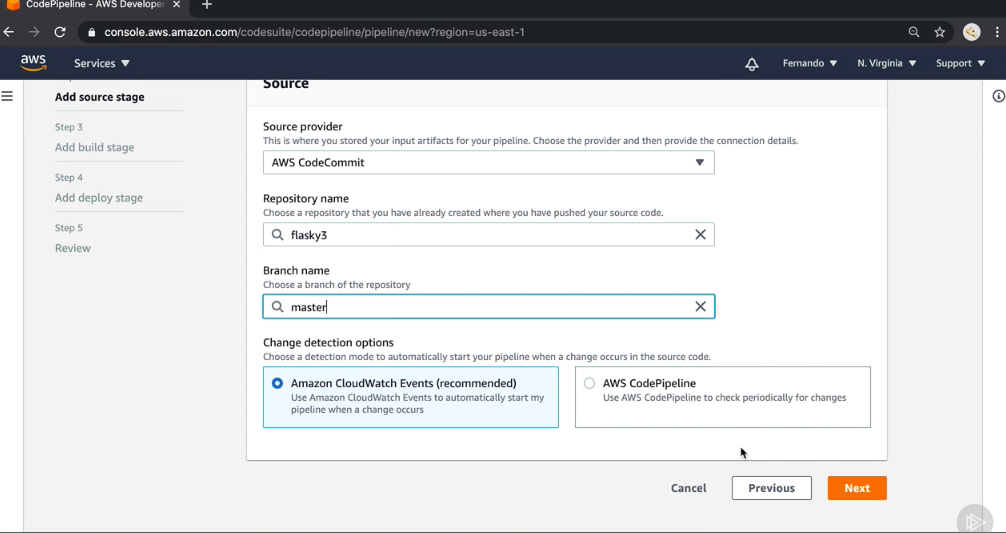 CodePipeline - AWS Developer
console.aws.amazon.com/codesuite/codepipeline/pipeline/new?region=us-east-1
aws
Services
Fernando
N. Virginia
Support
Add source stage
Step 3
Add build stage
Step 4
Add deploy stage
Step 5
Review
Source
Source provider
This is where you stored your input artifacts for your pipeline. Choose the provider and then provide the connection details.
AWS CodeCommit
Repository name
Choose a repository that you have already created where you have pushed your source code.
flasky3
Branch name
Choose a branch of the repository
master
Change detection options
Choose a detection mode to automatically start your pipeline when a change occurs in the source code.
Amazon CloudWatch Events (recommended)
Use Amazon CloudWatch Events to automatically start my
pipeline when a change occurs
AWS CodePipeline
Use AWS CodePipeline to check periodically for changes
Cancel
Previous
Next